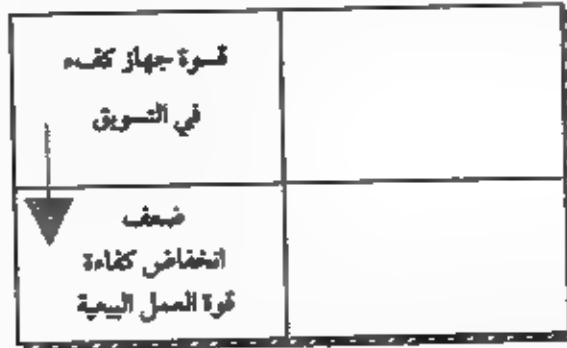 قوة جهاز كفء
في التسويق
ضعف
انخفاض كفاءة
قوة العمل البيعية